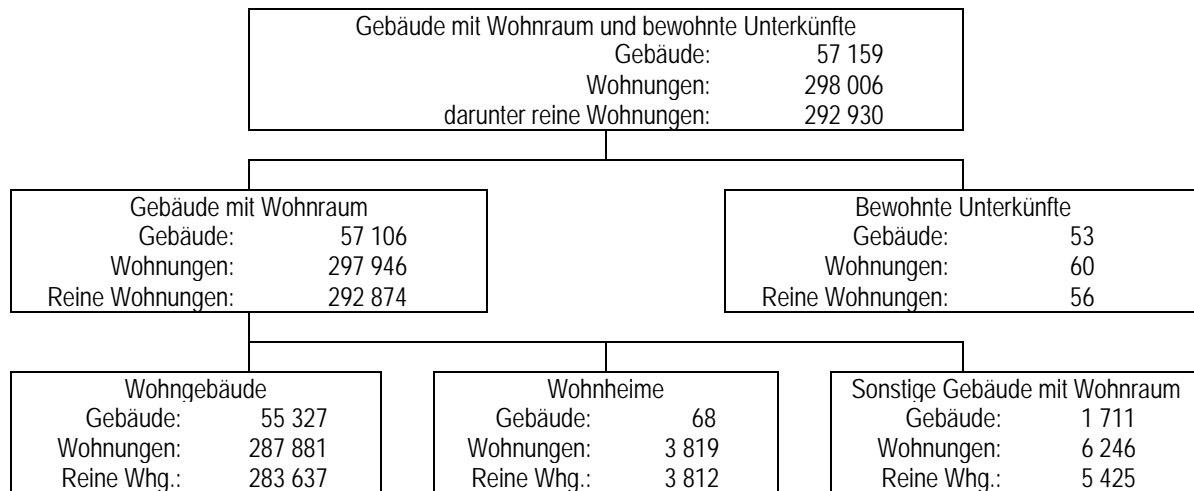 Gebäude mit Wohnraum und bewohnte Unterkünfte
Gebäude: 57 159
Wohnungen: 298 006
darunter reine Wohnungen: 292 930
Gebäude mit Wohnraum
Gebäude: 57 106
Wohnungen: 297 946
Reine Wohnungen: 292 874
Bewohnte Unterkünfte
Gebäude: 53
Wohnungen: 60
Reine Wohnungen: 56
Wohngebäude
Gebäude: 55 327
Wohnungen: 287 881
Reine Whg.: 283 637
Wohnheime
Gebäude: 68
Wohnungen: 3 819
Reine Whg.: 3 812
Sonstige Gebäude mit Wohnraum
Gebäude: 1 711
Wohnungen: 6 246
Reine Whg.: 5 425